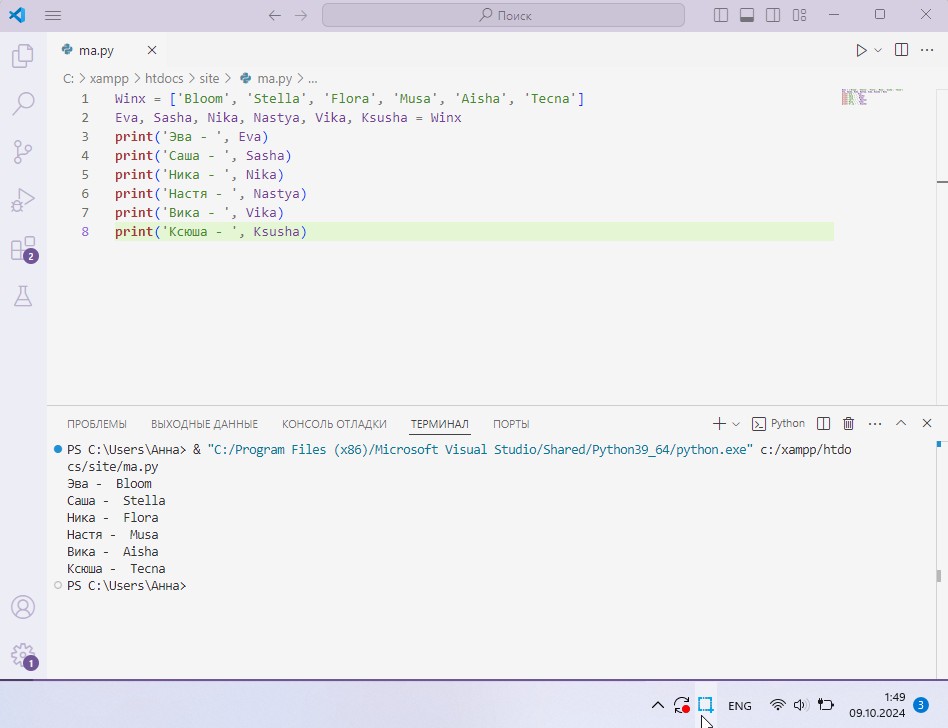 Поиск
ma.py
C: > xampp > htdocs > site > ma.py > ...
1 Winx = ['Bloom', 'Stella', 'Flora', 'Musa', 'Aisha', 'Tecna']
2 Eva, Sasha, Nika, Nastya, Vika, Ksusha = Winx
3 print('Эва - ', Eva)
4 print('Саша - ', Sasha)
5 print('Ника - ', Nika)
6 print('Настя - ', Nastya)
7 print('Вика - ', Vika)
8 print('Ксюша - ', Ksusha)
2
ПРОБЛЕМЫ ВЫХОДНЫЕ ДАННЫЕ КОНСОЛЬ ОТЛАДКИ ТЕРМИНАЛ ПОРТЫ Python
PS C:\Users\Анна> & "C:/Program Files (x86)/Microsoft Visual Studio/Shared/Python39_64/python.exe" c:/xampp/htdo
cs/site/ma.py
Эва -  Bloom
Саша -  Stella
Ника -  Flora
Настя -  Musa
Вика -  Aisha
Ксюша -  Tecna
PS C:\Users\Анна>
1
ENG
1:49
09.10.2024
3